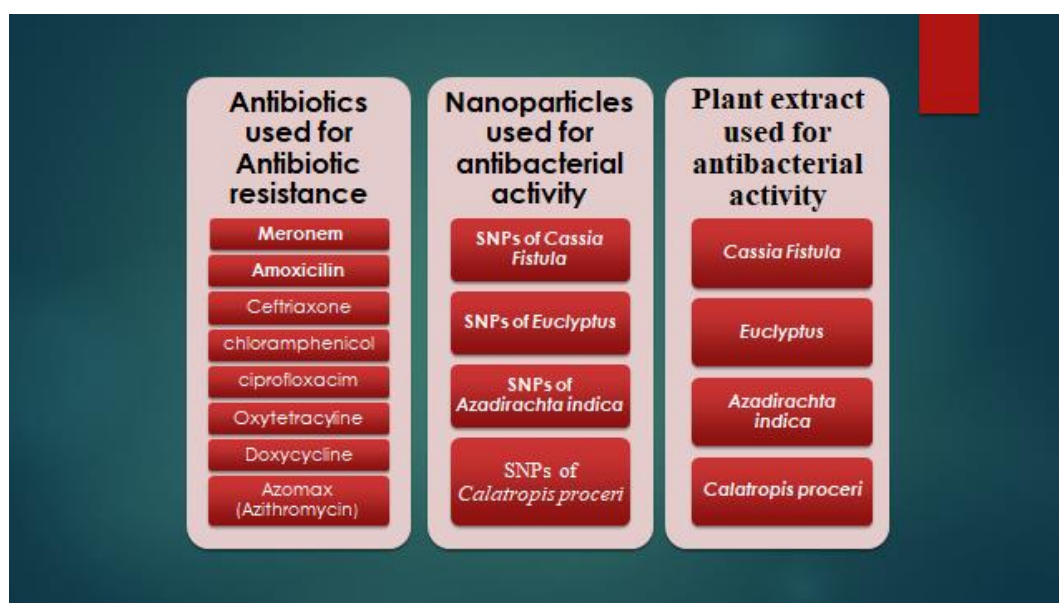 Antibiotics
used for
Antibiotic
resistance
Meronem
Amoxicilin
Ceftriaxone
chloramphenicol
ciprofloxacim
Oxytetracyline
Doxycycline
Azomax
(Azithromycin)
Nanoparticles
used for
antibacterial
activity
SNPs of Cassia
Fistula
SNPs of Euclyptus
SNPs of
Azadirachta indica
SNPs of
Calatropis proceri
Plant extract
used for
antibacterial
activity
Cassia Fistula
Euclyptus
Azadirachta
indica
Calatropis proceri